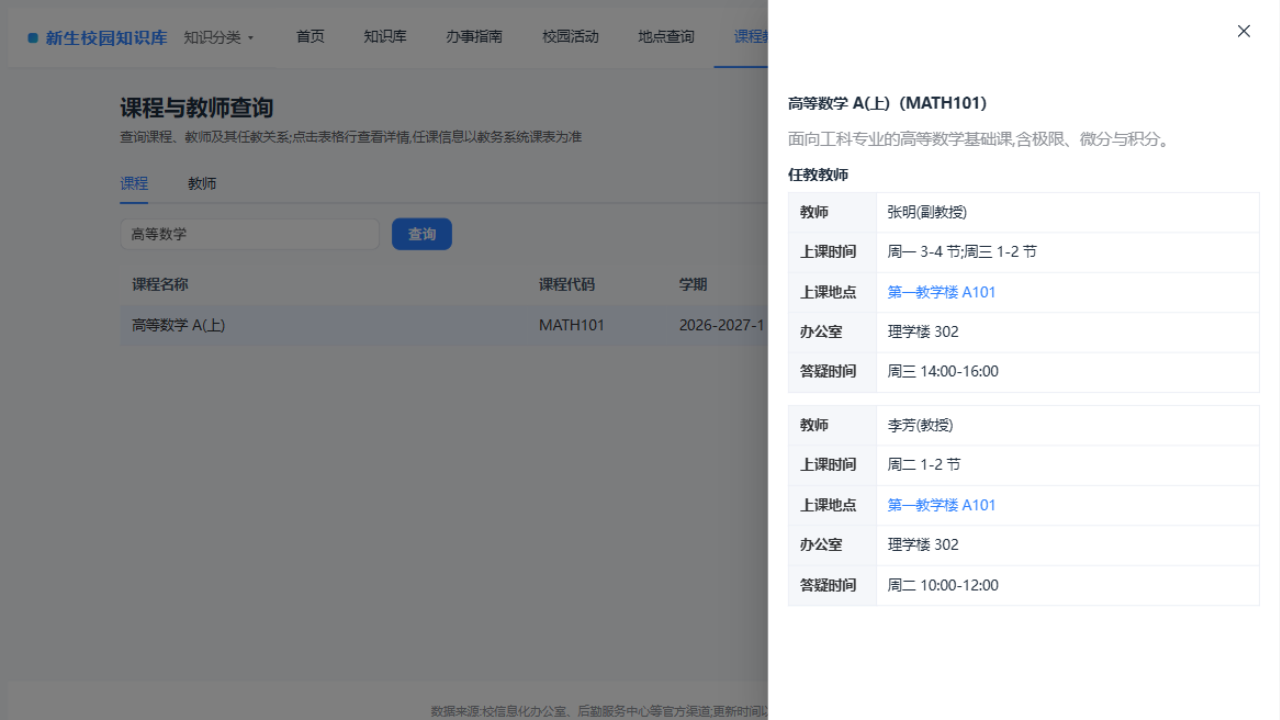 新生校园知识库 知识分类 首页 知识库 办事指南 校园活动 地点查询 课程
课程与教师查询
查询课程、教师及其任教关系;点击表格行查看详情,任课信息以教务系统课表为准
课程 教师
高等数学 查询
课程名称 课程代码 学期
高等数学 A(上) MATH101 2026-2027-1
数据来源:校信息化办公室、后勤服务中心等官方渠道;更新时间
高等数学 A(上)(MATH101)
面向工科专业的高等数学基础课,含极限、微分与积分。
任教教师
教师 张明(副教授)
上课时间 周一 3-4 节;周三 1-2 节
上课地点 第一教学楼 A101
办公室 理学楼 302
答疑时间 周三 14:00-16:00
教师 李芳(教授)
上课时间 周二 1-2 节
上课地点 第一教学楼 A101
办公室 理学楼 302
答疑时间 周二 10:00-12:00